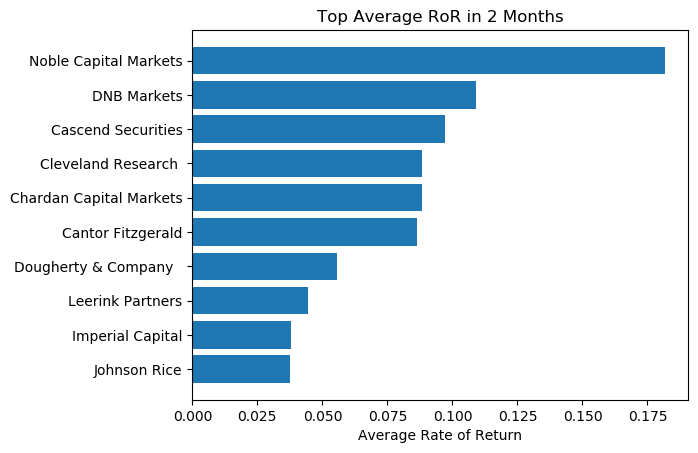 Top Average RoR in 2 Months
Noble Capital Markets
DNB Markets
Cascend Securities
Cleveland Research
Chardan Capital Markets
Cantor Fitzgerald
Dougherty & Company
Leerink Partners
Imperial Capital
Johnson Rice
0.000 0.025 0.050 0.075 0.100 0.125 0.150 0.175
Average Rate of Return